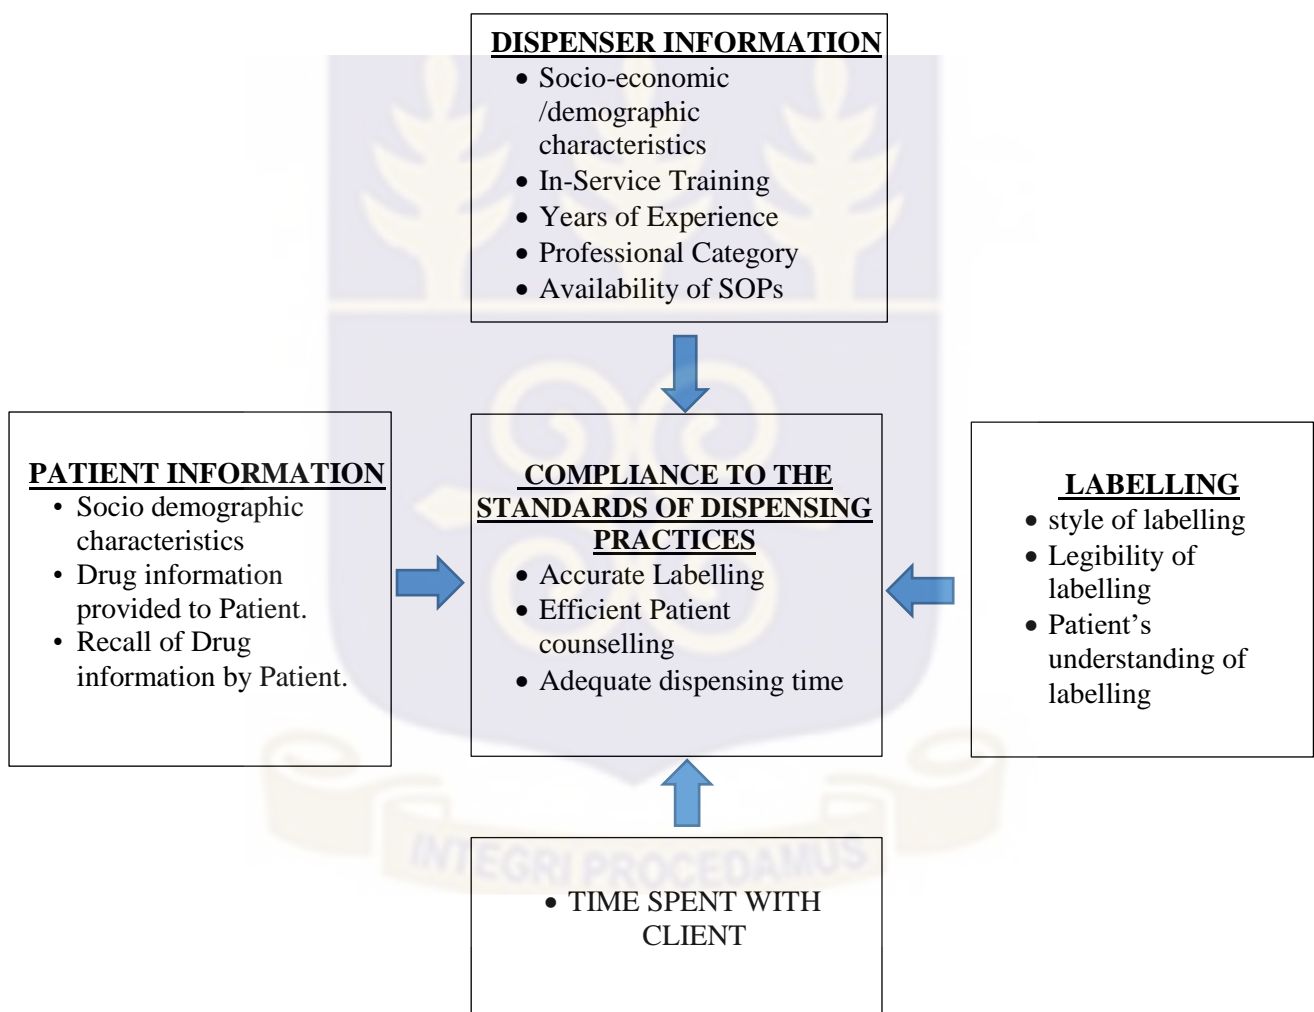 DISPENSER INFORMATION
• Socio-economic
/demographic
characteristics
• In-Service Training
• Years of Experience
• Professional Category
• Availability of SOPs
PATIENT INFORMATION
• Socio demographic
characteristics
• Drug information
provided to Patient.
• Recall of Drug
information by Patient.
COMPLIANCE TO THE
STANDARDS OF DISPENSING
PRACTICES
• Accurate Labelling
• Efficient Patient
counselling
• Adequate dispensing time
LABELLING
• style of labelling
• Legibility of
labelling
• Patient’s
understanding of
labelling
INTEGRI PROCEDAMUS
• TIME SPENT WITH
CLIENT